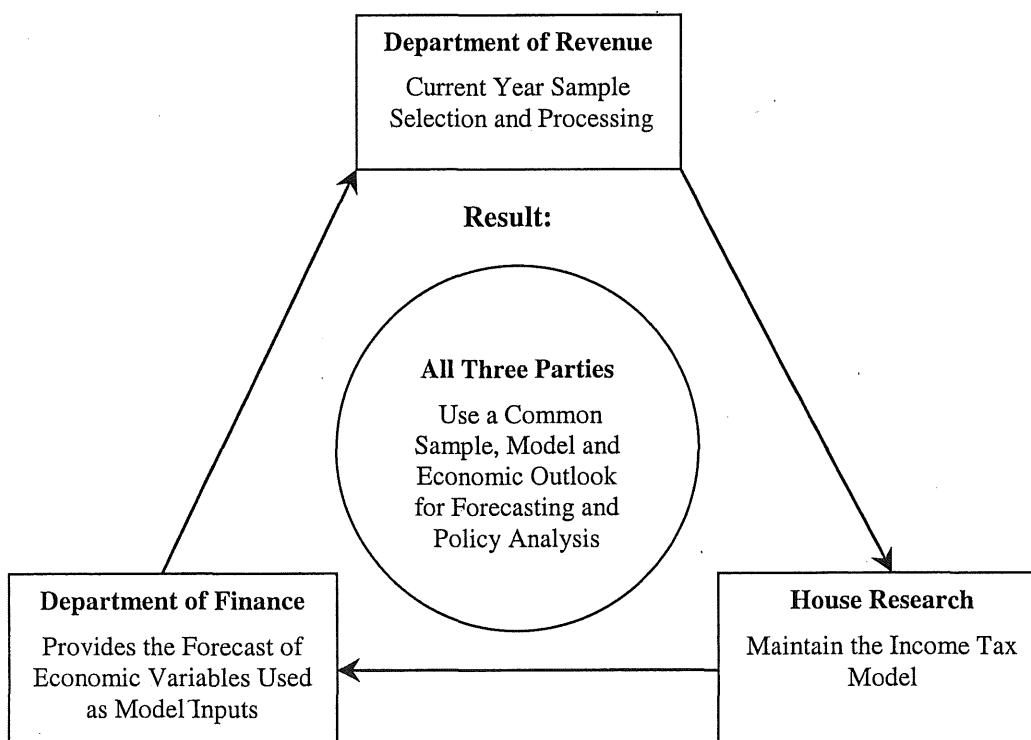 Department of Revenue
Current Year Sample
Selection and Processing
Result:
All Three Parties
Use a Common
Sample, Model and
Economic Outlook
for Forecasting and
Policy Analysis
Department of Finance
Provides the Forecast of
Economic Variables Used
as Model Inputs
House Research
Maintain the Income Tax
Model